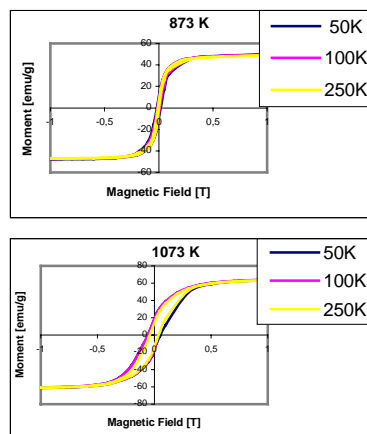 873 K
50K
100K
250K
Moment [emu/g]
60
40
20
0
-20
-40
-60
-1
-0,5
0
0,5
1
Magnetic Field [T]
1073 K
50K
100K
250K
Moment [emu/g]
80
60
40
20
0
-20
-40
-60
-80
-1
-0,5
0
0,5
1
Magnetic Field [T]